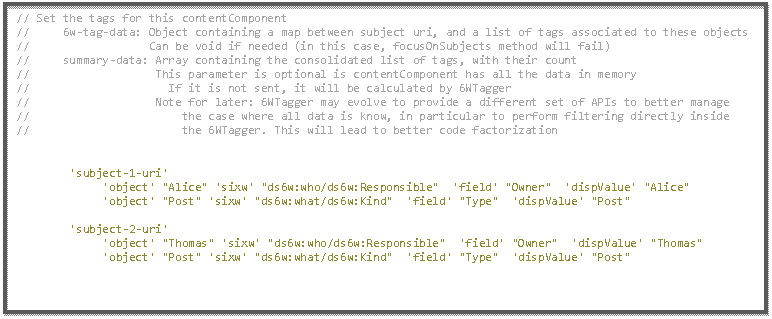 // Set the tags for this contentComponent
//     6w-tag-data: Object containing a map between subject uri, and a list of tags associated to these objects
//                  Can be void if needed (in this case, focusOnSubjects method will fail)
//     summary-data: Array containing the consolidated list of tags, with their count
//                   This parameter is optional is contentComponent has all the data in memory
//                     If it is not sent, it will be calculated by 6WTagger
//                   Note for later: 6WTagger may evolve to provide a different set of APIs to better manage
//                       the case where all data is know, in particular to perform filtering directly inside
//                       the 6WTagger. This will lead to better code factorization
'subject-1-uri'
     'object' "Alice" 'sixw' "ds6w:who/ds6w:Responsible"  'field' "Owner"  'dispValue' "Alice"
     'object' "Post" 'sixw' "ds6w:what/ds6w:Kind"  'field' "Type"  'dispValue' "Post"
'subject-2-uri'
     'object' "Thomas" 'sixw' "ds6w:who/ds6w:Responsible"  'field' "Owner"  'dispValue' "Thomas"
     'object' "Post" 'sixw' "ds6w:what/ds6w:Kind"  'field' "Type"  'dispValue' "Post"